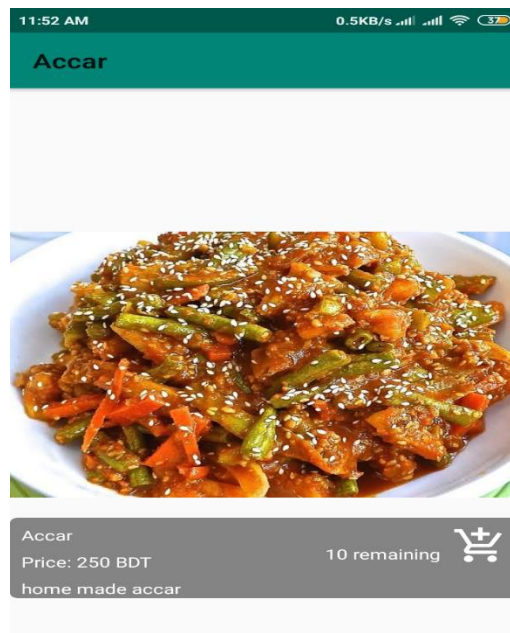 11:52 AM 0.5KB/s 37
Accar
Accar
Price: 250 BDT
10 remaining
home made accar